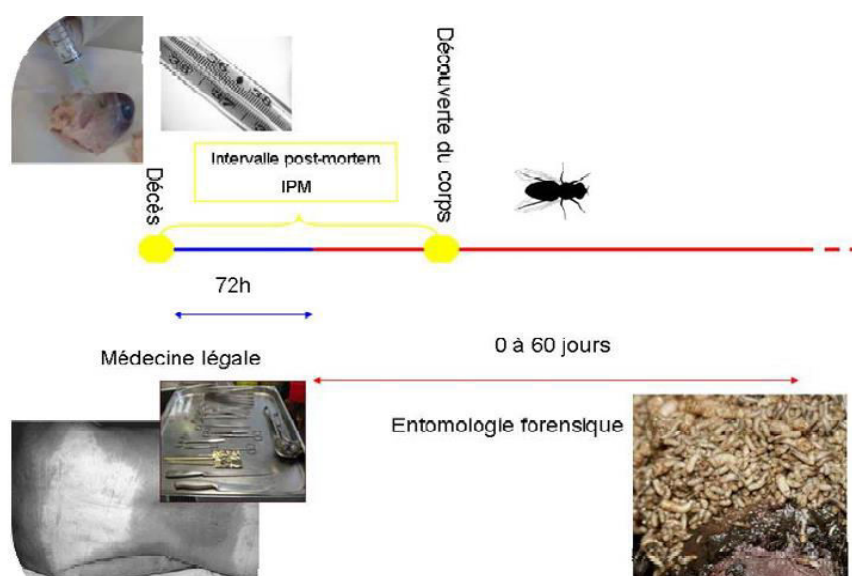 Intervalle post-mortem
IPM
Décès
Découverte du corps
72h
Médecine légale
0 à 60 jours
Entomologie forensique